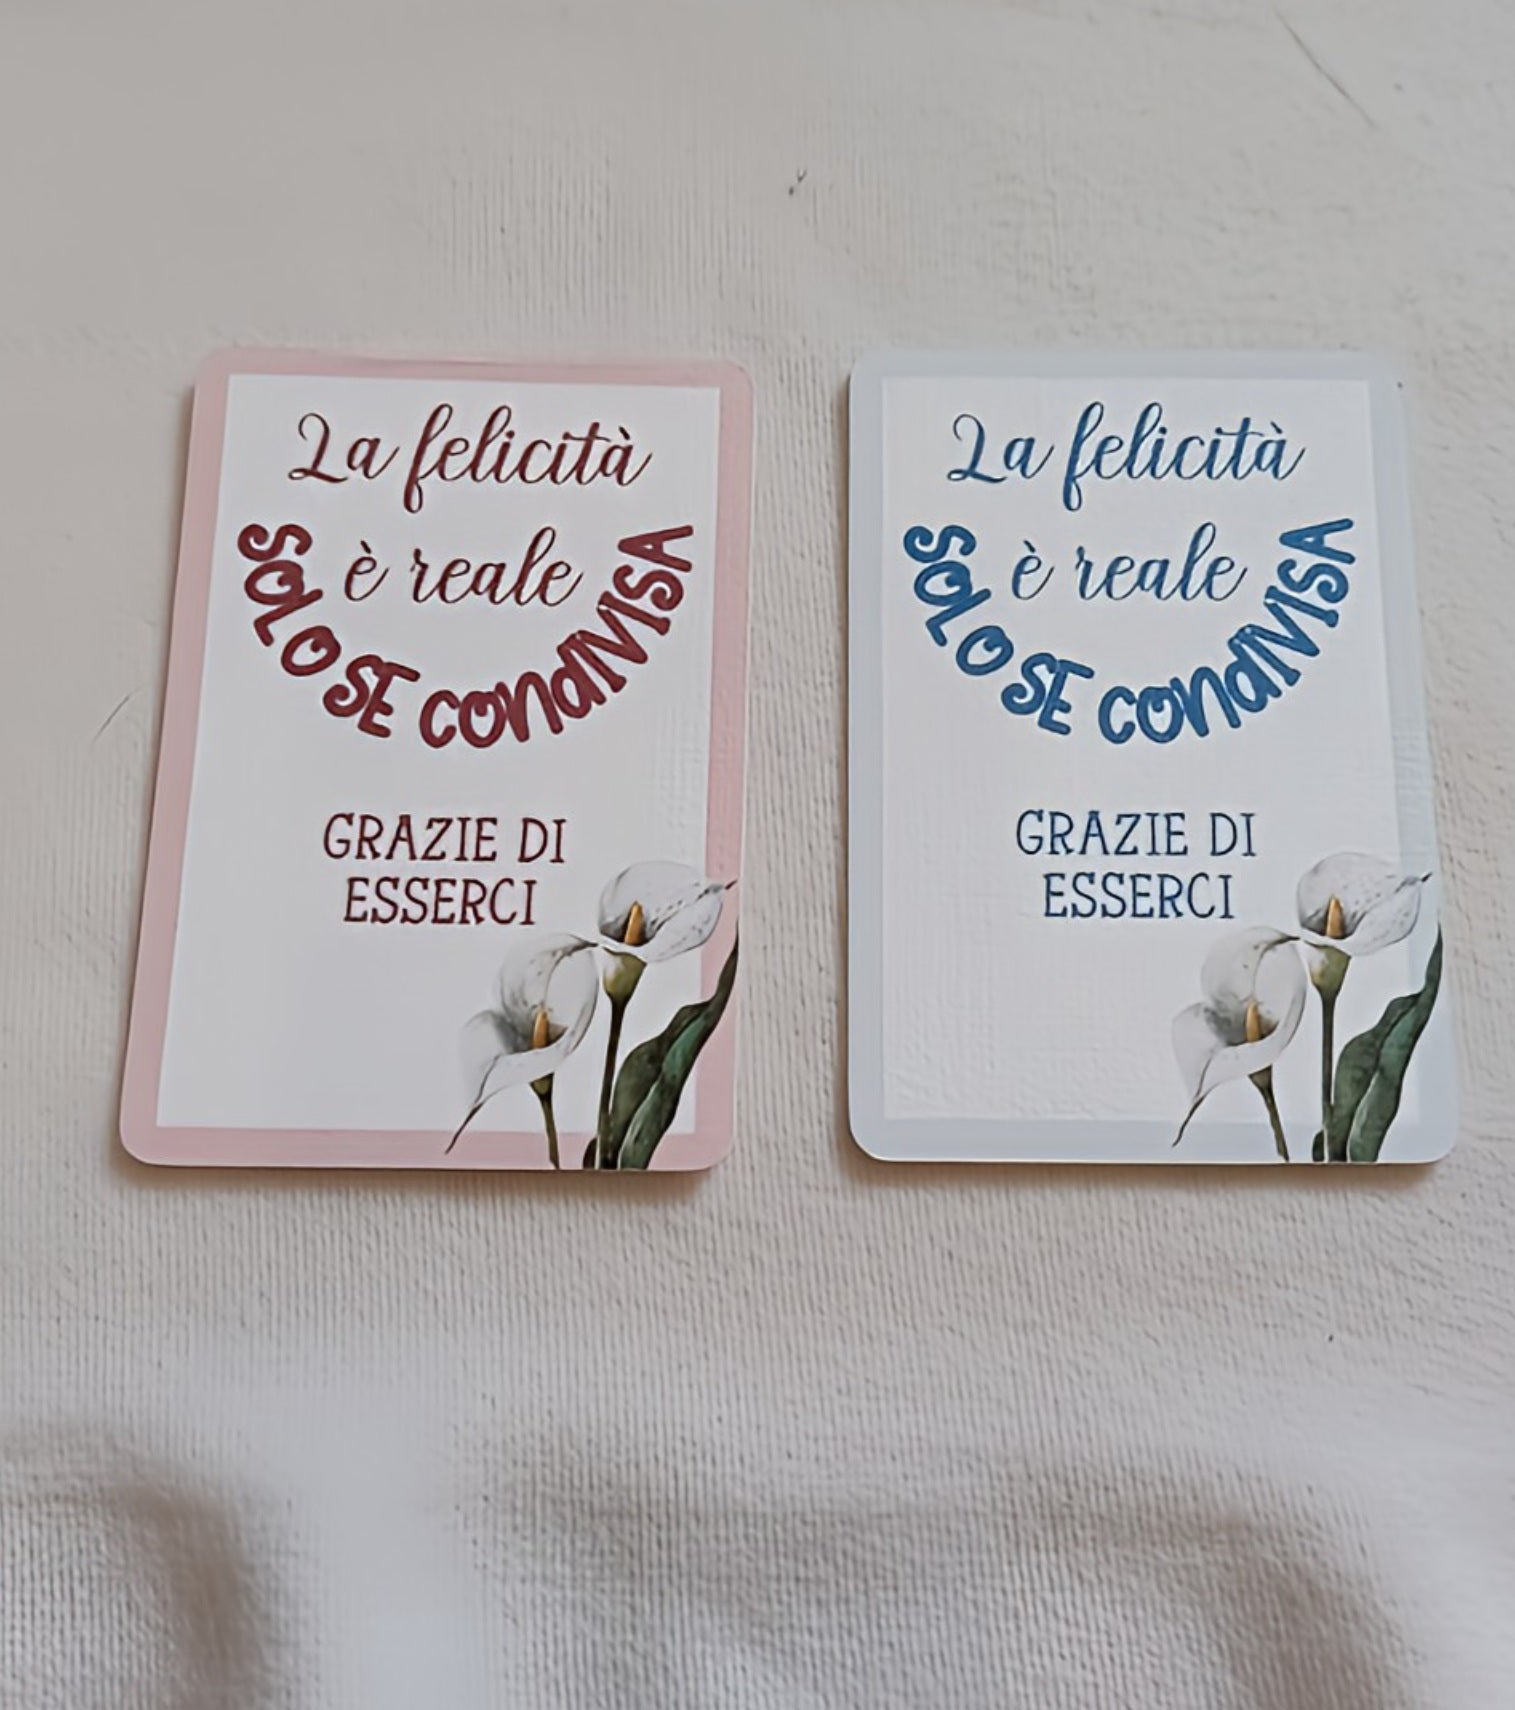 La felicità
è reale
SOLO SE condIVISA
GRAZIE DI
ESSERCI
La felicità
è reale
SOLO SE condIVISA
GRAZIE DI
ESSERCI